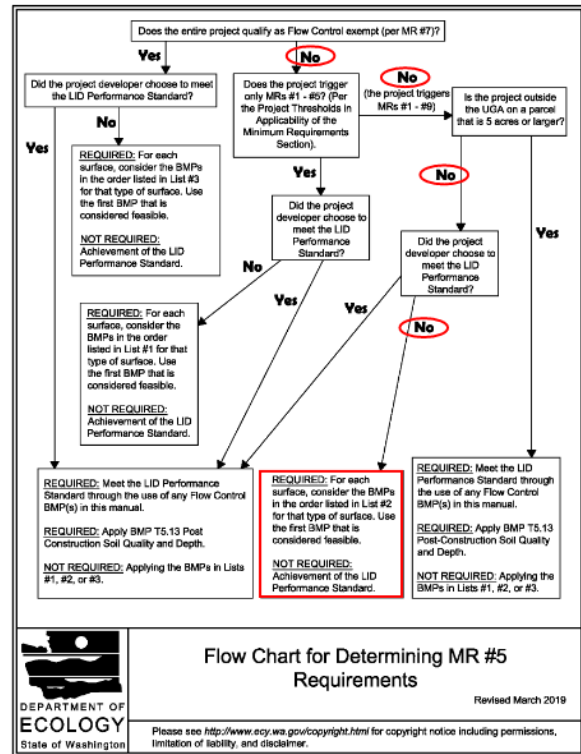 Does the entire project qualify as Flow Control exempt (per MR #7)?
Yes
No
Did the project developer choose to meet
the LID Performance Standard?
Does the project trigger
only MRs #1 - #5? (Per
the Project Thresholds in
Applicability of the
Minimum Requirements
Section).
No
(the project triggers
MRs #1 - #9)
Is the project outside
the UGA on a parcel
that is 5 acres or larger?
Yes
No
REQUIRED: For each
surface, consider the BMPs
in the order listed in List #3
for that type of surface. Use
the first BMP that is
considered feasible.
NOT REQUIRED:
Achievement of the LID
Performance Standard.
Yes
No
Yes
Did the project
developer choose to
meet the LID
Performance
Standard?
Did the project
developer choose to
meet the LID
Performance
Standard?
No
Yes
Yes
No
REQUIRED: For each
surface, consider the
BMPs in the order
listed in List #1 for that
type of surface. Use
the first BMP that is
considered feasible.
NOT REQUIRED:
Achievement of the LID
Performance Standard.
REQUIRED: Meet the LID Performance
Standard through the use of any Flow Control
BMP(s) in this manual.
REQUIRED: Apply BMP T5.13 Post
Construction Soil Quality and Depth.
NOT REQUIRED: Applying the BMPs in Lists
#1, #2, or #3.
REQUIRED: For each
surface, consider the BMPs
in the order listed in List #2
for that type of surface. Use
the first BMP that is
considered feasible.
NOT REQUIRED:
Achievement of the LID
Performance Standard.
REQUIRED: Meet the LID
Performance Standard through
the use of any Flow Control
BMP(s) in this manual.
REQUIRED: Apply BMP T5.13
Post-Construction Soil Quality
and Depth.
NOT REQUIRED: Applying the
BMPs in Lists #1, #2, or #3.
DEPARTMENT OF
ECOLOGY
State of Washington
Flow Chart for Determining MR #5
Requirements
Revised March 2019
Please see http://www.ecy.wa.gov/copyright.html for copyright notice including permissions,
limitation of liability, and disclaimer.